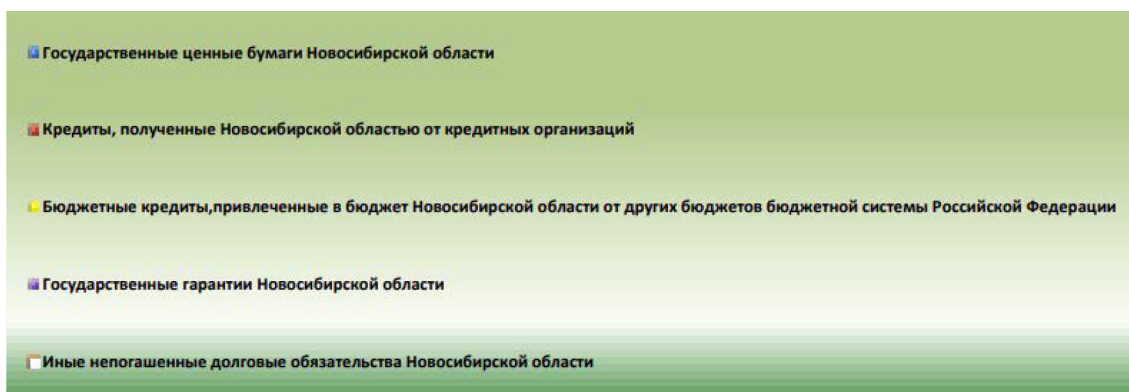 Государственные ценные бумаги Новосибирской области
Кредиты, полученные Новосибирской областью от кредитных организаций
Бюджетные кредиты,привлеченные в бюджет Новосибирской области от других бюджетов бюджетной системы Российской Федерации
Государственные гарантии Новосибирской области
Иные непогашенные долговые обязательства Новосибирской области